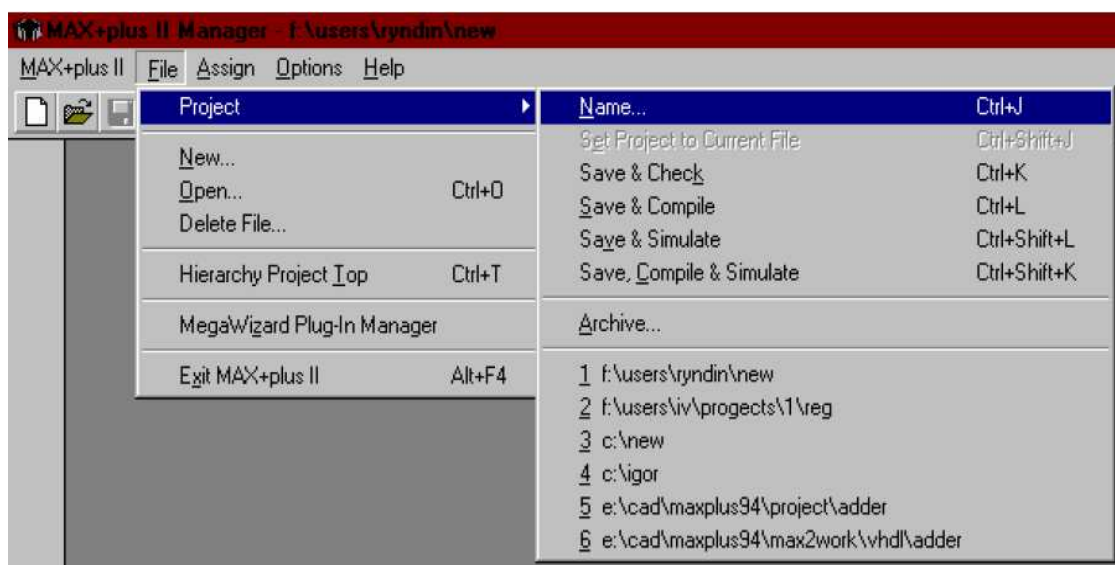 MAX+plus II Manager - f:\users\ryndin\new
MAX+plus II File Assign Options Help
Project
New...
Open... Ctrl+O
Delete File...
Hierarchy Project Top Ctrl+T
MegaWizard Plug-In Manager
Exit MAX+plus II Alt+F4
Name... Ctrl+J
Set Project to Current File Ctrl+Shift+J
Save & Check Ctrl+K
Save & Compile Ctrl+L
Save & Simulate Ctrl+Shift+L
Save, Compile & Simulate Ctrl+Shift+K
Archive...
1 f:\users\ryndin\new
2 f:\users\iv\progects\1\reg
3 c:\new
4 c:\igor
5 e:\cad\maxplus94\project\adder
6 e:\cad\maxplus94\max2work\vhdl\adder